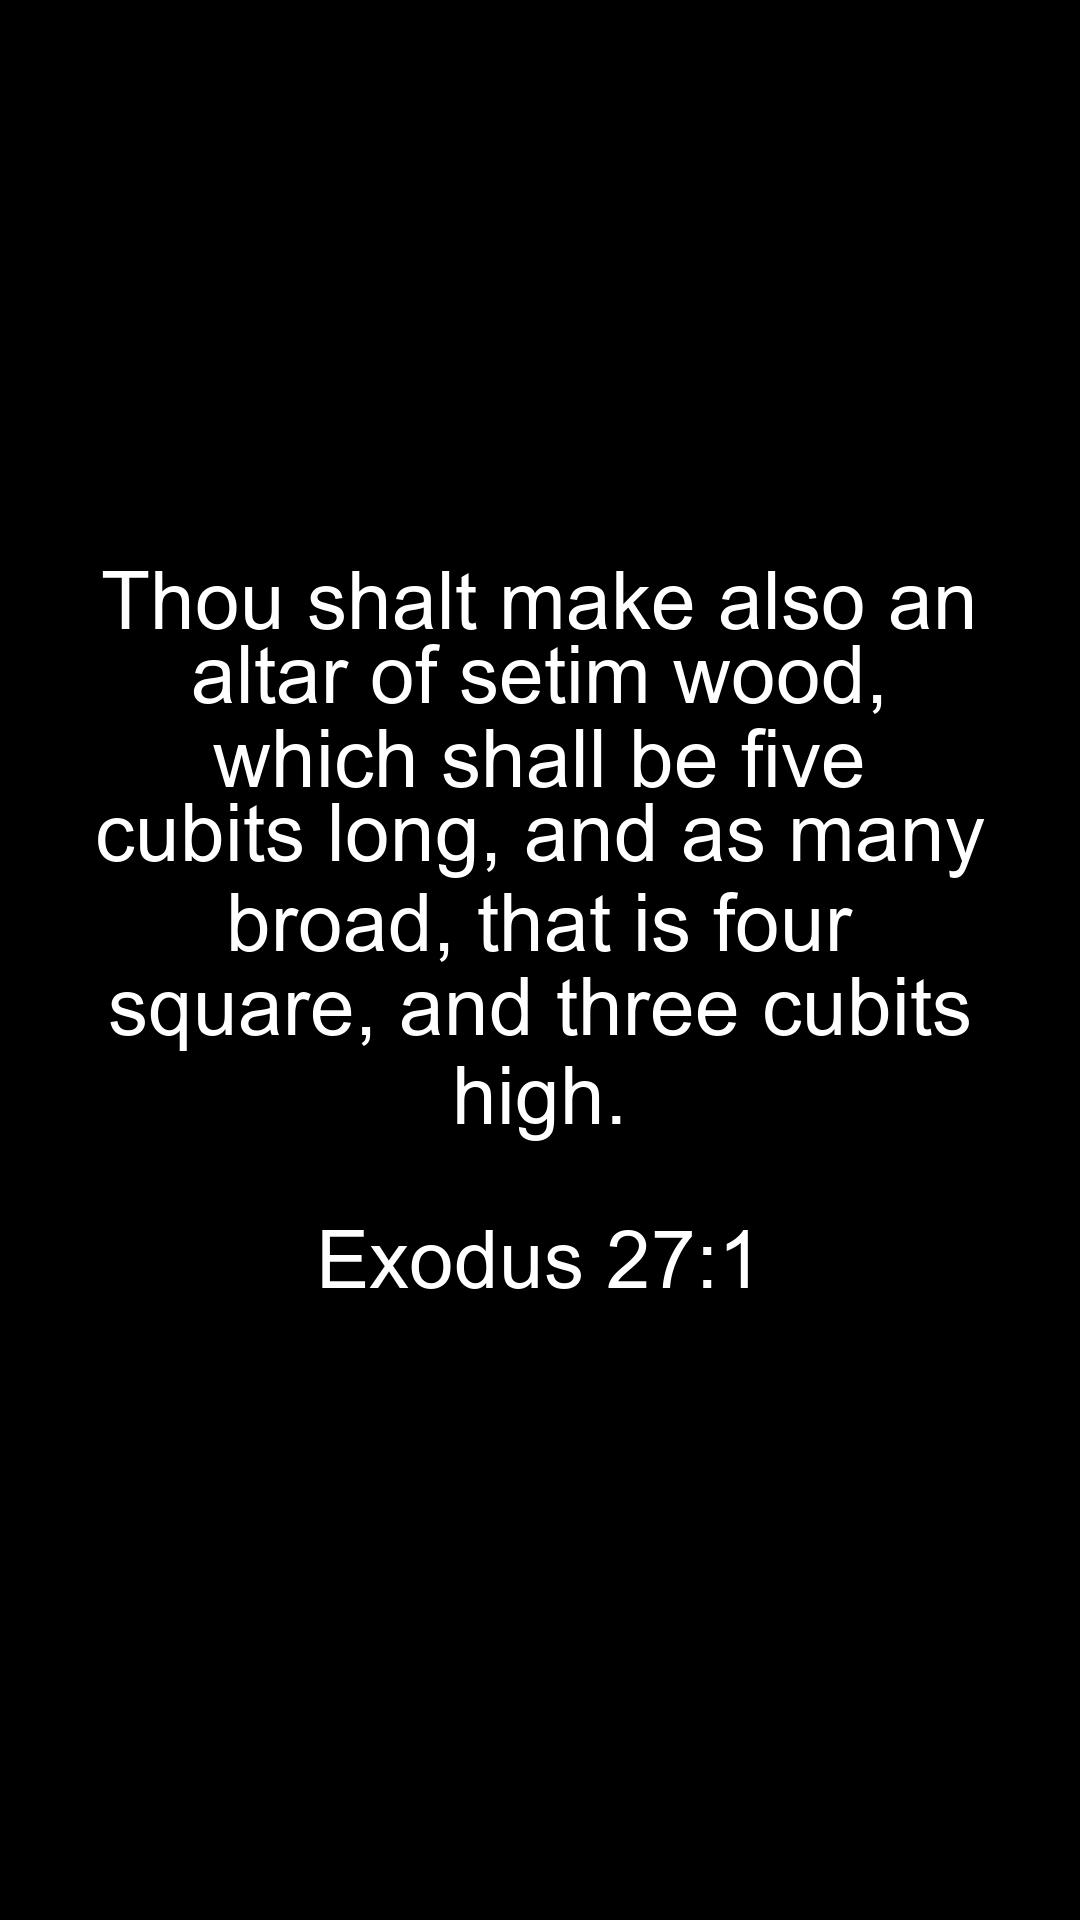 Thou shalt make also an
altar of setim wood,
which shall be five
cubits long, and as many
broad, that is four
square, and three cubits
high.
Exodus 27:1